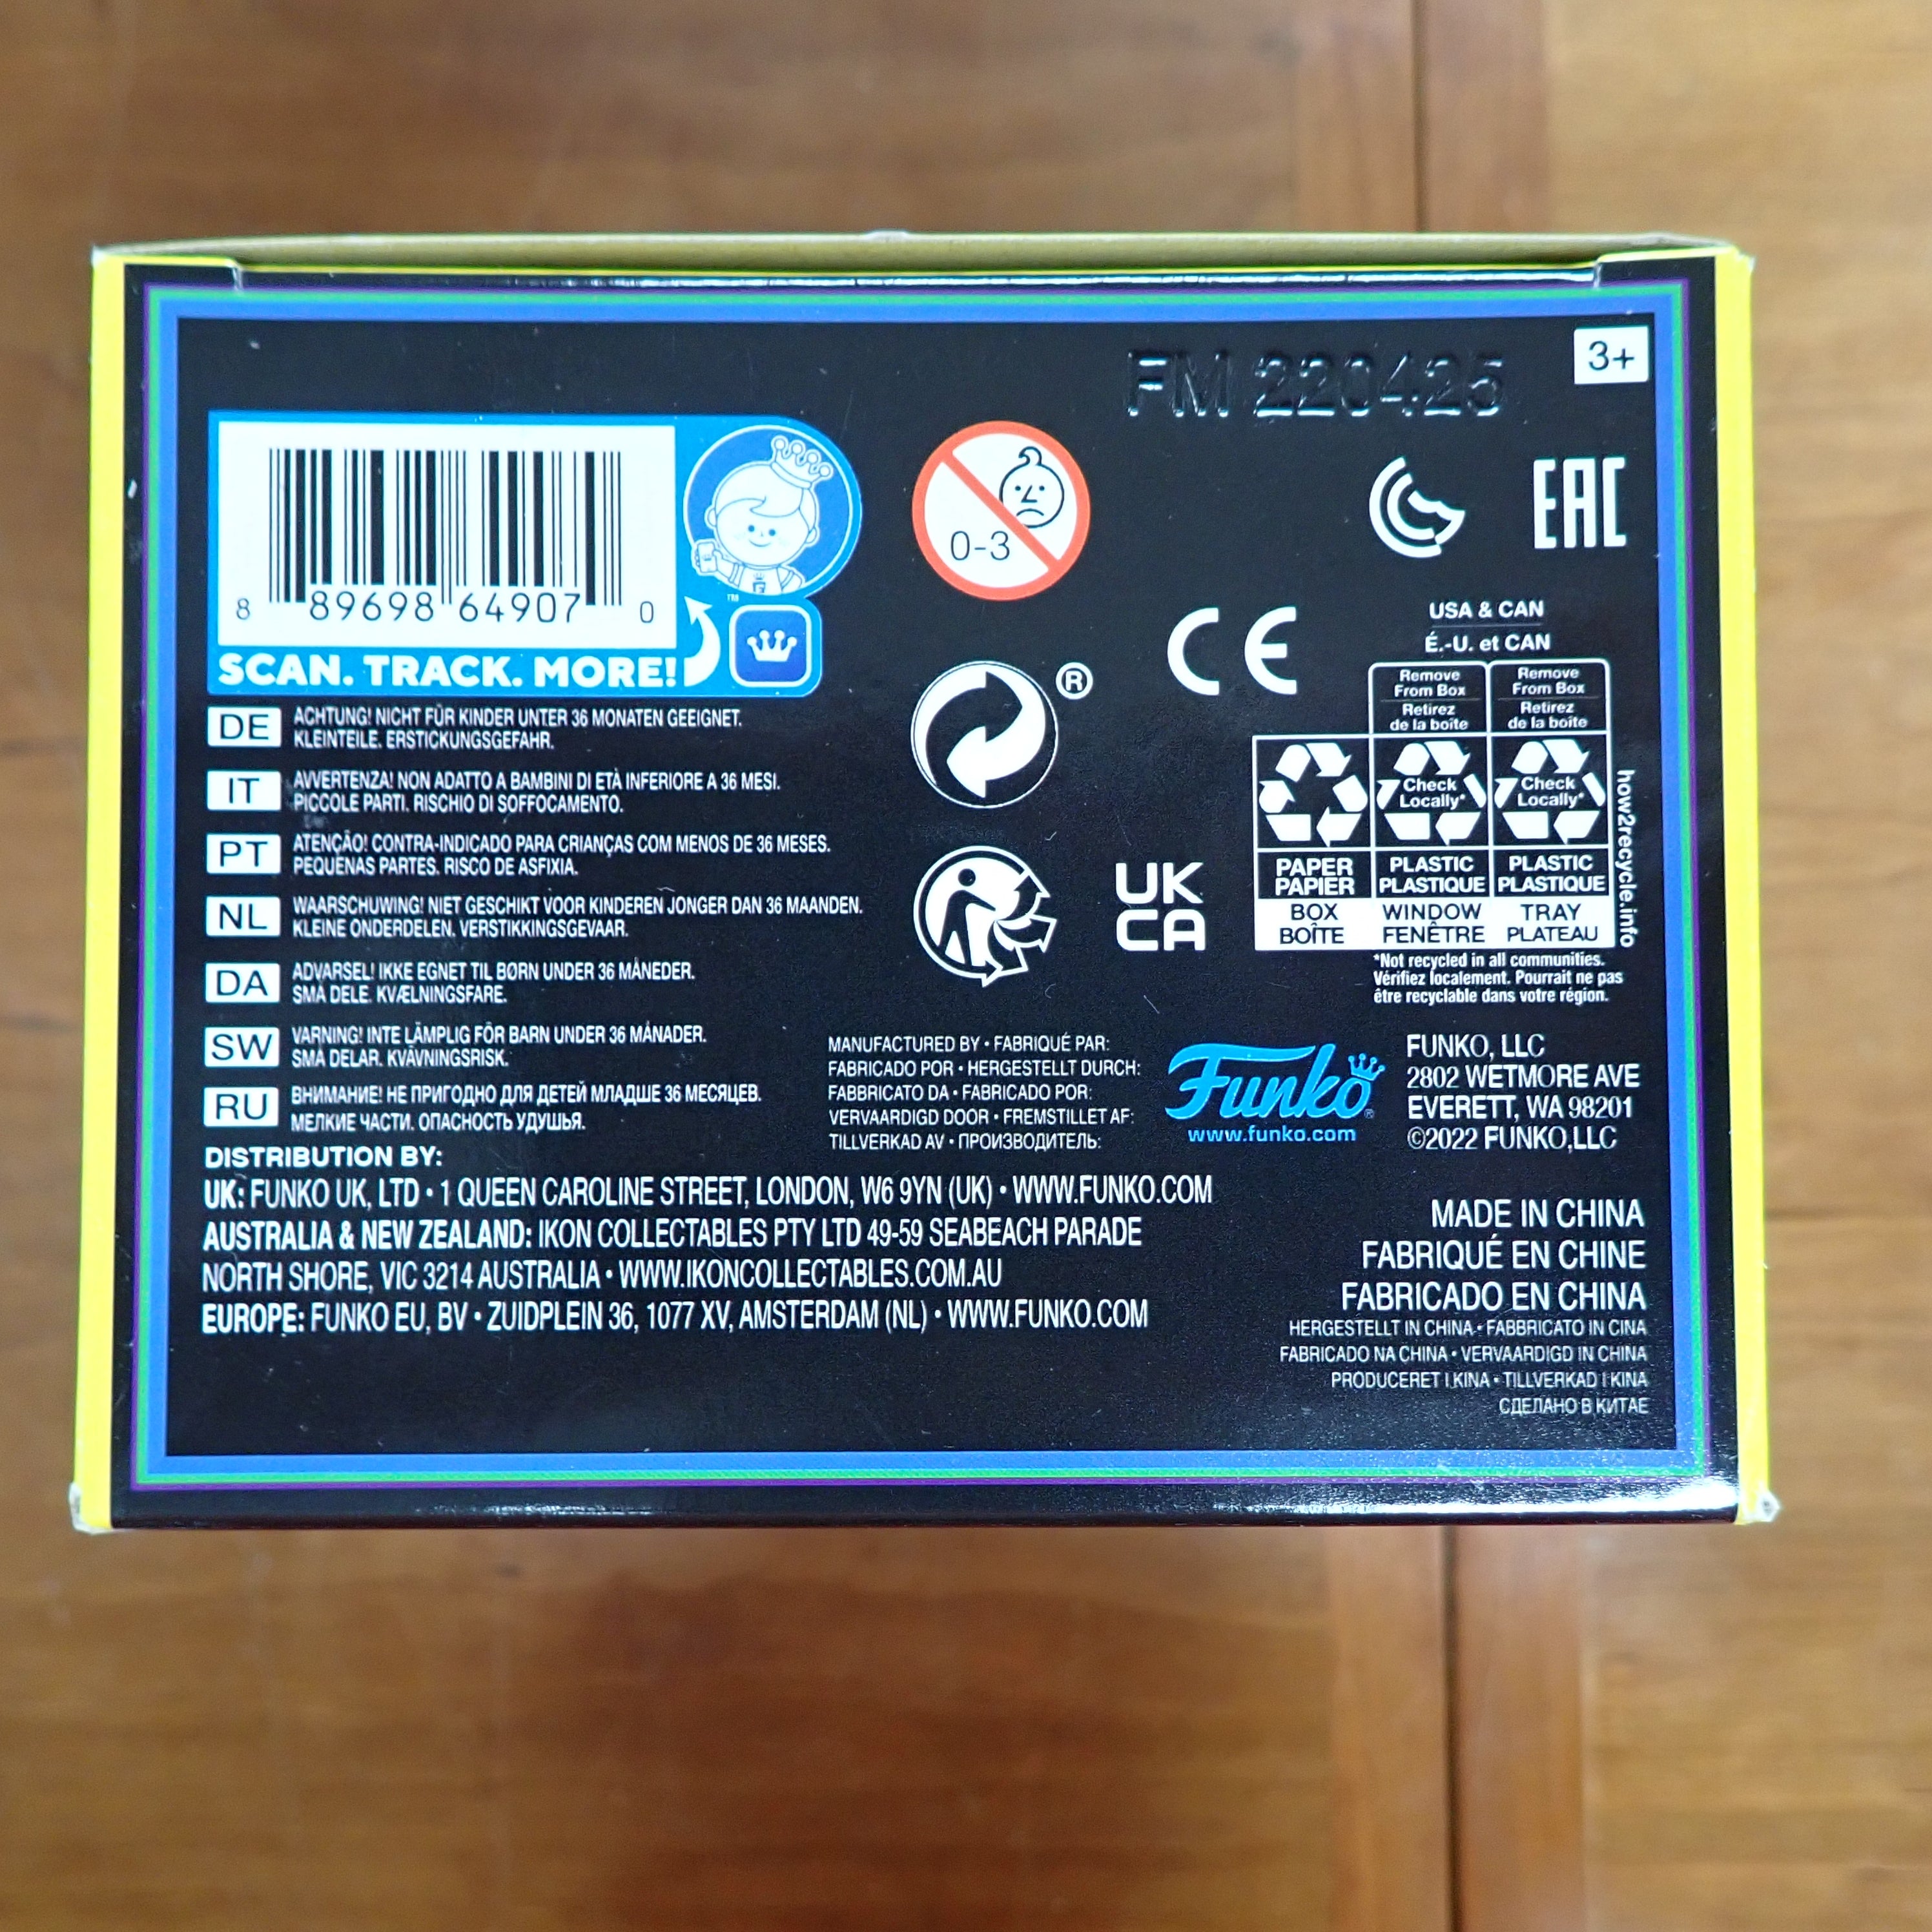 FM 220425
3+
8 89698 64907 0
™
SCAN. TRACK. MORE!
0-3
EAC
CE
®
UK
CA
USA & CAN
É.-U. et CAN
Remove
From Box
Retirez
de la boîte
Remove
From Box
Retirez
de la boîte
Check
Locally*
Check
Locally*
PAPER
PAPIER
PLASTIC
PLASTIQUE
PLASTIC
PLASTIQUE
BOX
BOÎTE
WINDOW
FENÊTRE
TRAY
PLATEAU
how2recycle.info
*Not recycled in all communities.
Vérifiez localement. Pourrait ne pas
être recyclable dans votre région.
DE
ACHTUNG! NICHT FÜR KINDER UNTER 36 MONATEN GEEIGNET.
KLEINTEILE. ERSTICKUNGSGEFAHR.
IT
AVVERTENZA! NON ADATTO A BAMBINI DI ETÀ INFERIORE A 36 MESI.
PICCOLE PARTI. RISCHIO DI SOFFOCAMENTO.
PT
ATENÇÃO! CONTRA-INDICADO PARA CRIANÇAS COM MENOS DE 36 MESES.
PEQUENAS PARTES. RISCO DE ASFIXIA.
NL
WAARSCHUWING! NIET GESCHIKT VOOR KINDEREN JONGER DAN 36 MAANDEN.
KLEINE ONDERDELEN. VERSTIKKINGSGEVAAR.
DA
ADVARSEL! IKKE EGNET TIL BØRN UNDER 36 MÅNEDER.
SMÅ DELE. KVÆLNINGSFARE.
SW
VARNING! INTE LÄMPLIG FÖR BARN UNDER 36 MÅNADER.
SMÅ DELAR. KVÄVNINGSRISK.
RU
ВНИМАНИЕ! НЕ ПРИГОДНО ДЛЯ ДЕТЕЙ МЛАДШЕ 36 МЕСЯЦЕВ.
МЕЛКИЕ ЧАСТИ. ОПАСНОСТЬ УДУШЬЯ.
MANUFACTURED BY • FABRIQUÉ PAR:
FABRICADO POR • HERGESTELLT DURCH:
FABBRICATO DA • FABRICADO POR:
VERVAARDIGD DOOR • FREMSTILLET AF:
TILLVERKAD AV • ПРОИЗВОДИТЕЛЬ:
Funko®
www.funko.com
FUNKO, LLC
2802 WETMORE AVE
EVERETT, WA 98201
©2022 FUNKO,LLC
DISTRIBUTION BY:
UK: FUNKO UK, LTD • 1 QUEEN CAROLINE STREET, LONDON, W6 9YN (UK) • WWW.FUNKO.COM
AUSTRALIA & NEW ZEALAND: IKON COLLECTABLES PTY LTD 49-59 SEABEACH PARADE
NORTH SHORE, VIC 3214 AUSTRALIA • WWW.IKONCOLLECTABLES.COM.AU
EUROPE: FUNKO EU, BV • ZUIDPLEIN 36, 1077 XV, AMSTERDAM (NL) • WWW.FUNKO.COM
MADE IN CHINA
FABRIQUÉ EN CHINE
FABRICADO EN CHINA
HERGESTELLT IN CHINA • FABBRICATO IN CINA
FABRICADO NA CHINA • VERVAARDIGD IN CHINA
PRODUCERET I KINA • TILLVERKAD I KINA
СДЕЛАНО В КИТАЕ